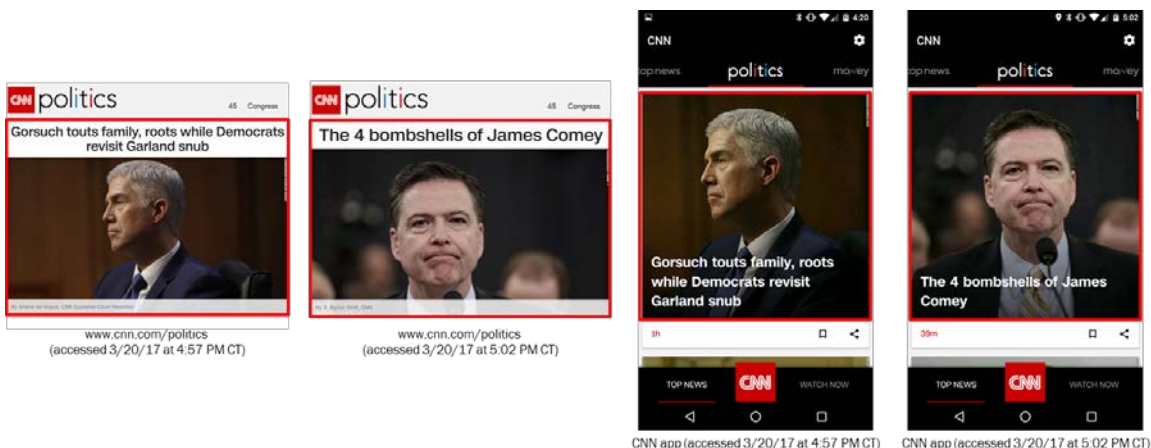 CNN politics
45 Congress
Gorsuch touts family, roots while Democrats
revisit Garland snub
www.cnn.com/politics
(accessed 3/20/17 at 4:57 PM CT)
CNN politics
45 Congress
The 4 bombshells of James Comey
www.cnn.com/politics
(accessed 3/20/17 at 5:02 PM CT)
4:20
CNN
top news politics money
Gorsuch touts family, roots
while Democrats revisit
Garland snub
1h
TOP NEWS CNN WATCH NOW
CNN app (accessed 3/20/17 at 4:57 PM CT)
5:02
CNN
top news politics money
The 4 bombshells of James
Comey
39m
TOP NEWS CNN WATCH NOW
CNN app (accessed 3/20/17 at 5:02 PM CT)